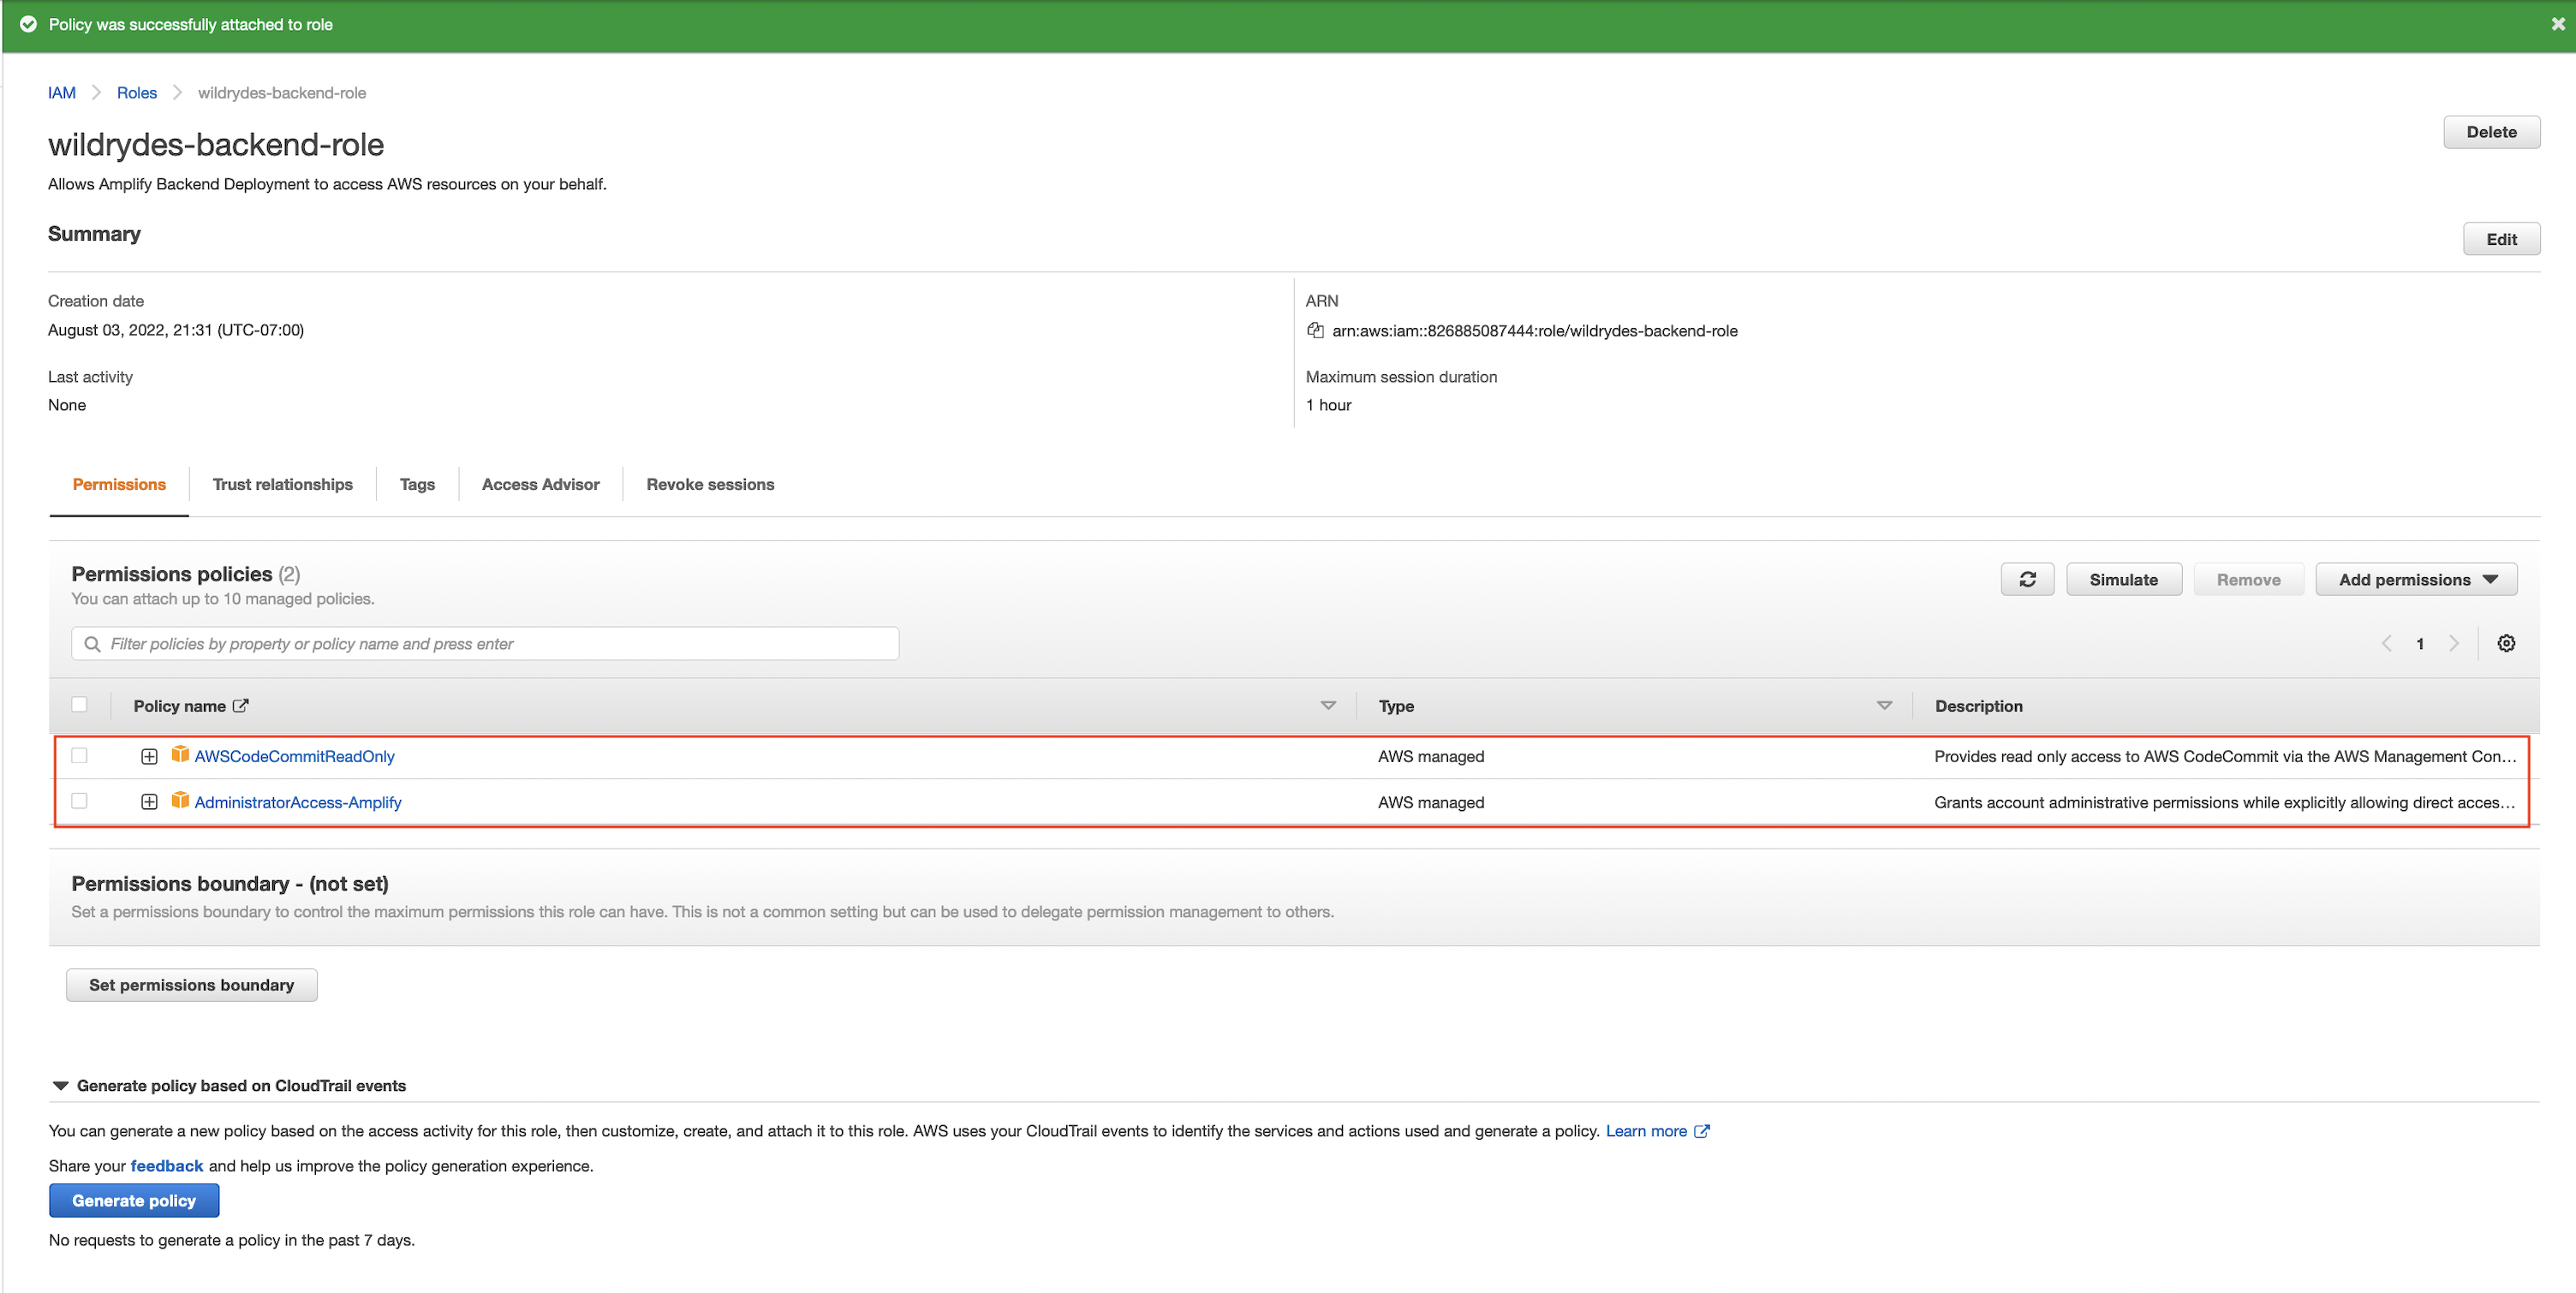 Policy was successfully attached to role
IAM > Roles > wildrydes-backend-role
wildrydes-backend-role
Delete
Allows Amplify Backend Deployment to access AWS resources on your behalf.
Summary
Edit
Creation date
August 03, 2022, 21:31 (UTC-07:00)
ARN
arn:aws:iam::826885087444:role/wildrydes-backend-role
Last activity
None
Maximum session duration
1 hour
Permissions Trust relationships Tags Access Advisor Revoke sessions
Permissions policies (2)
You can attach up to 10 managed policies.
Simulate Remove Add permissions
Filter policies by property or policy name and press enter
1
Policy name Type Description
AWSCodeCommitReadOnly AWS managed Provides read only access to AWS CodeCommit via the AWS Management Con...
AdministratorAccess-Amplify AWS managed Grants account administrative permissions while explicitly allowing direct acces...
Permissions boundary - (not set)
Set a permissions boundary to control the maximum permissions this role can have. This is not a common setting but can be used to delegate permission management to others.
Set permissions boundary
Generate policy based on CloudTrail events
You can generate a new policy based on the access activity for this role, then customize, create, and attach it to this role. AWS uses your CloudTrail events to identify the services and actions used and generate a policy. Learn more
Share your feedback and help us improve the policy generation experience.
Generate policy
No requests to generate a policy in the past 7 days.